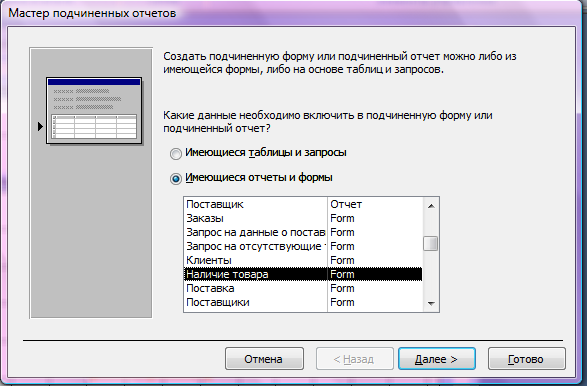 Мастер подчиненных отчетов
Создать подчиненную форму или подчиненный отчет можно либо из
имеющейся формы, либо на основе таблиц и запросов.
Какие данные необходимо включить в подчиненную форму или
подчиненный отчет?
Имеющиеся таблицы и запросы
Имеющиеся отчеты и формы
Поставщик Отчет
Заказы Form
Запрос на данные о постав Form
Запрос на отсутствующие Form
Клиенты Form
Наличие товара Form
Поставка Form
Поставщики Form
Отмена < Назад Далее > Готово